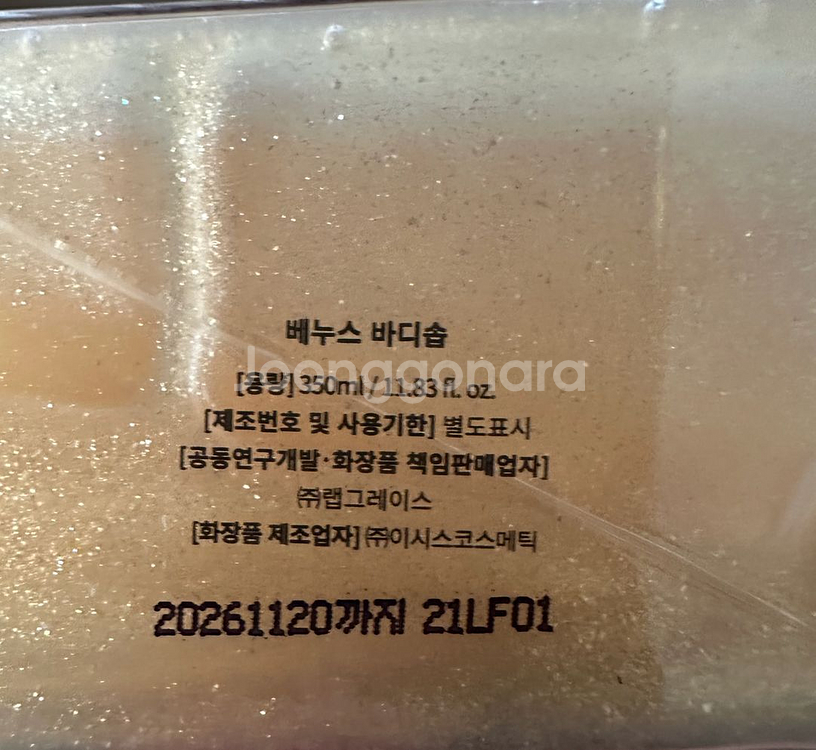 베누스 바디솝
joonggonara
[용량] 350ml / 11.83 fl. oz.
[제조번호 및 사용기한] 별도표시
[공동연구개발·화장품 책임판매업자]
㈜랩그레이스
[화장품 제조업자] ㈜이시스코스메틱
20261120까지 21LF01